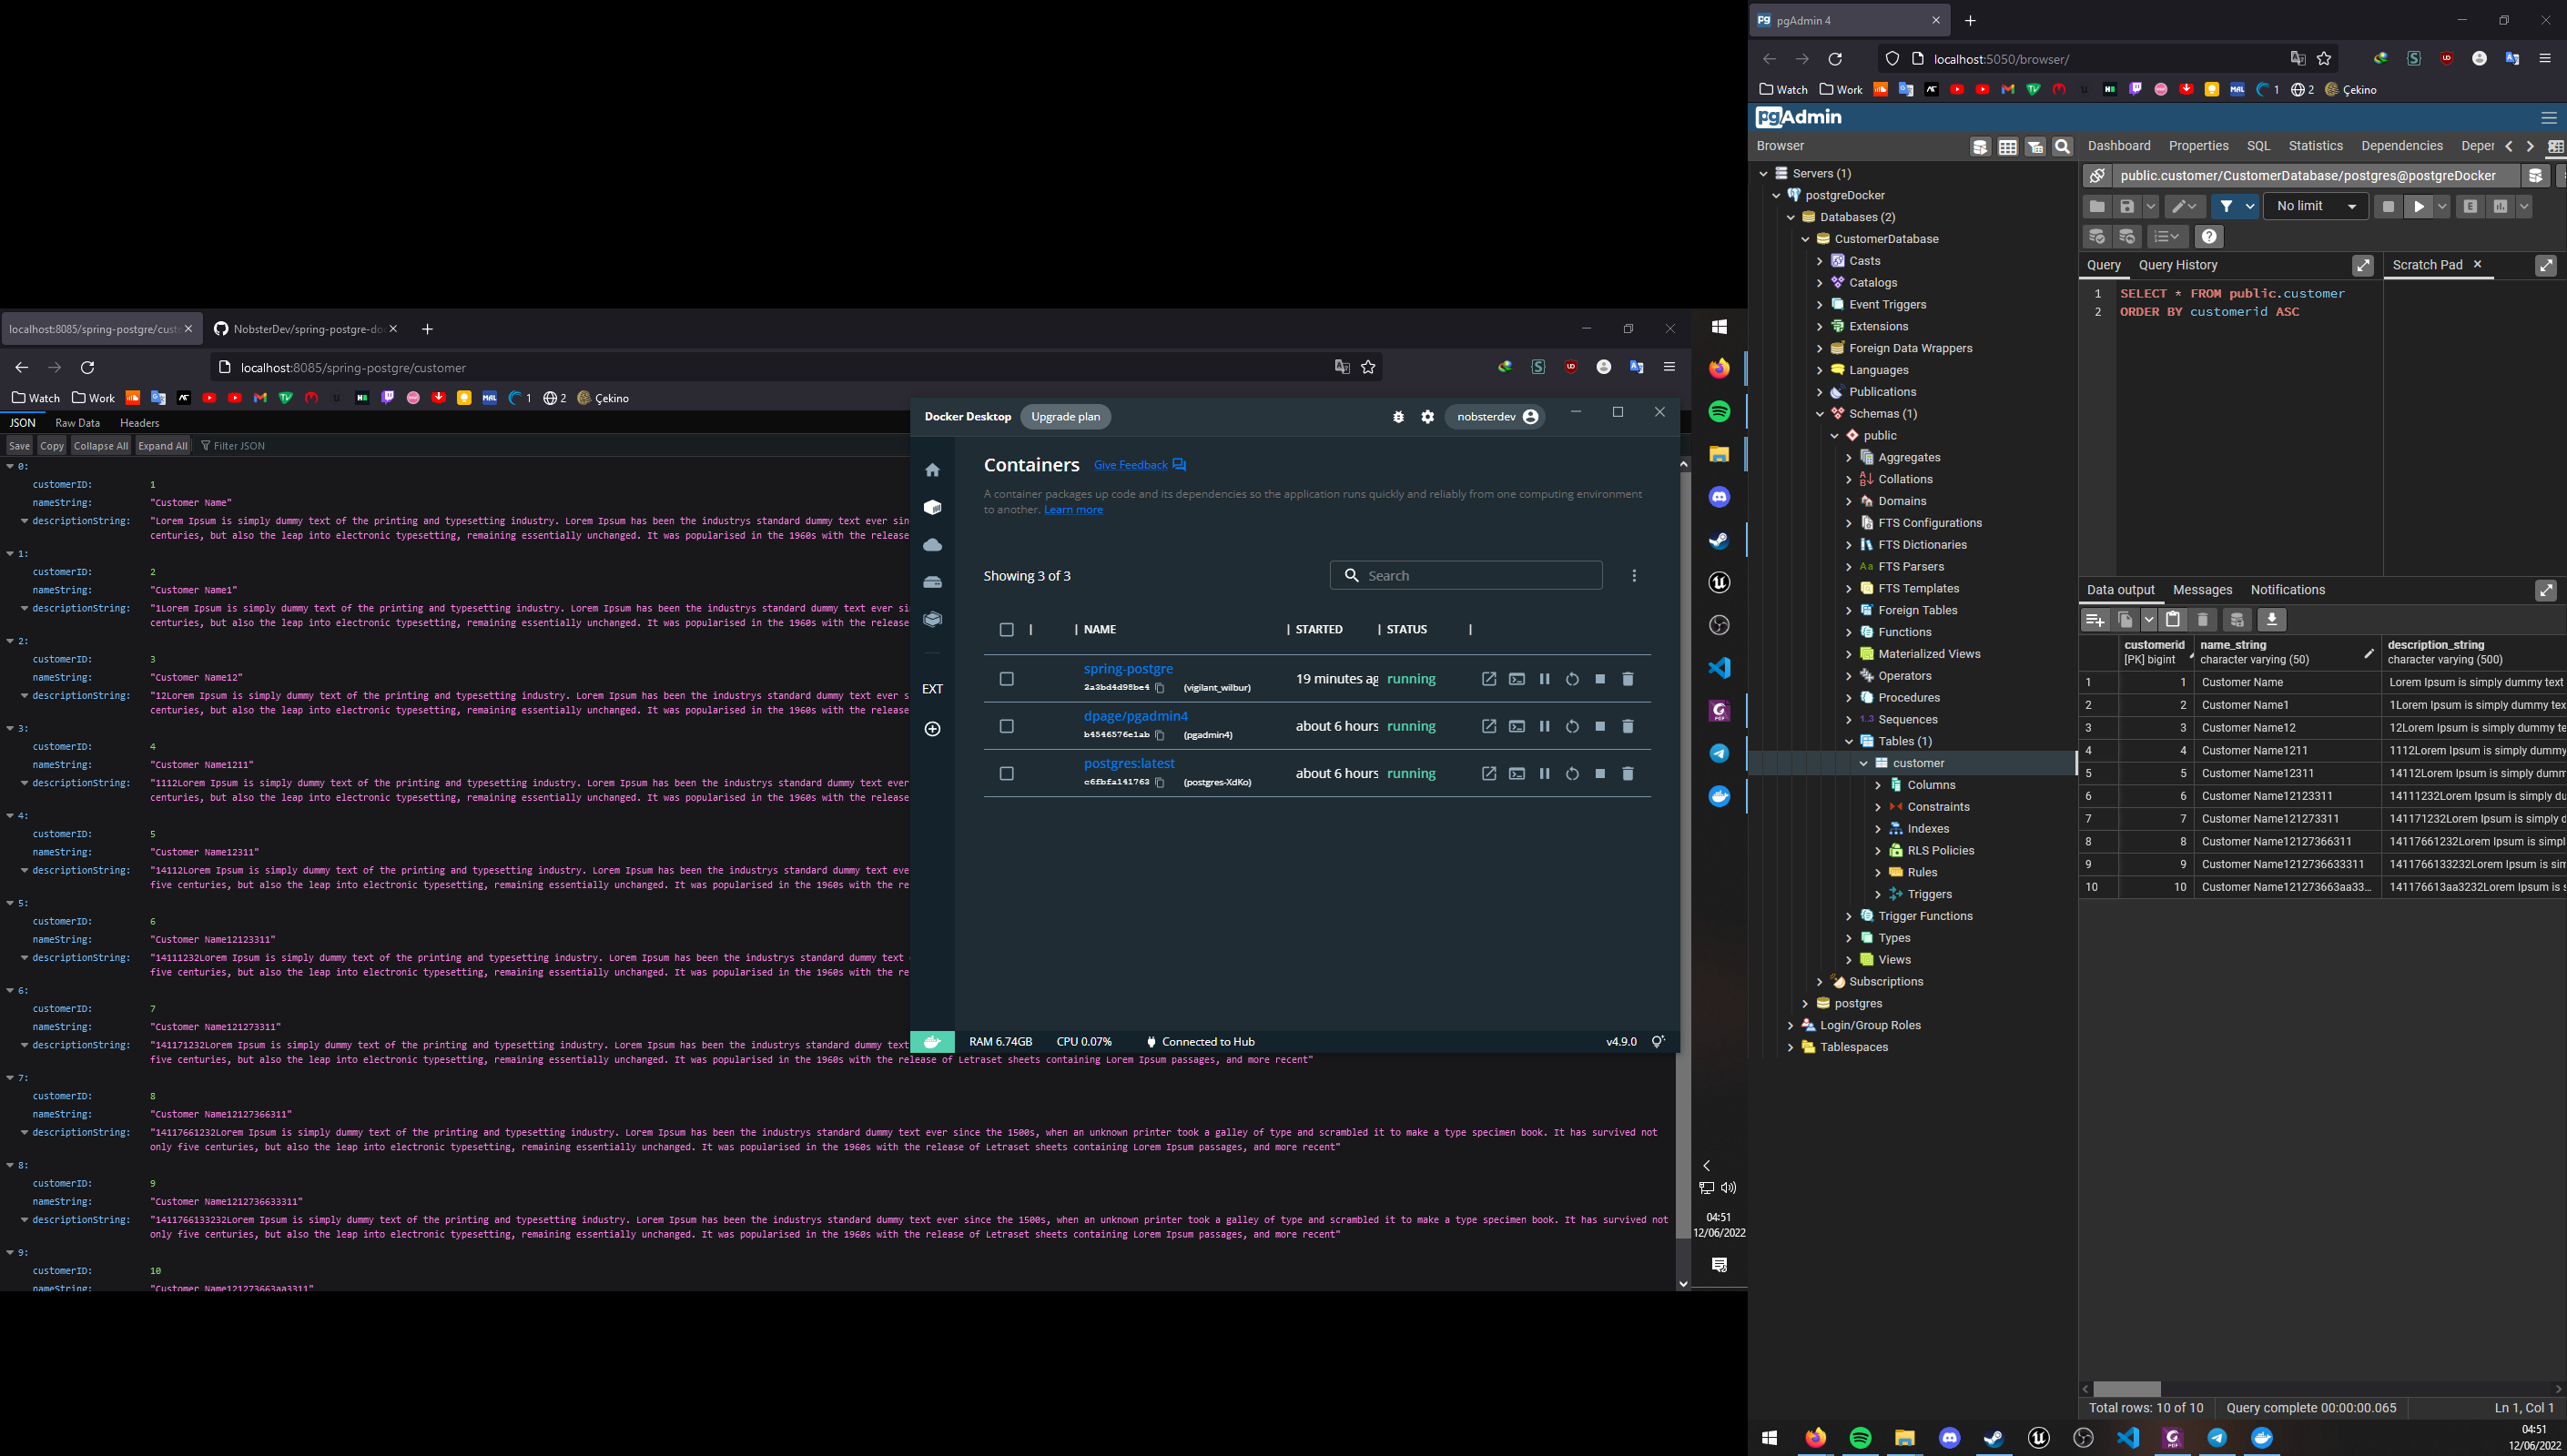 localhost:8085/spring-postgre/cust
NobsterDev/spring-postgre-do
localhost:8085/spring-postgre/customer
Watch
Work
1
2
Çekino
JSON
Raw Data
Headers
Save
Copy
Collapse All
Expand All
Filter JSON
0:
customerID: 1
nameString: "Customer Name"
descriptionString: "Lorem Ipsum is simply dummy text of the printing and typesetting industry. Lorem Ipsum has been the industrys standard dummy text ever sin
centuries, but also the leap into electronic typesetting, remaining essentially unchanged. It was popularised in the 1960s with the release
1:
customerID: 2
nameString: "Customer Name1"
descriptionString: "1Lorem Ipsum is simply dummy text of the printing and typesetting industry. Lorem Ipsum has been the industrys standard dummy text ever si
centuries, but also the leap into electronic typesetting, remaining essentially unchanged. It was popularised in the 1960s with the release
2:
customerID: 3
nameString: "Customer Name12"
descriptionString: "12Lorem Ipsum is simply dummy text of the printing and typesetting industry. Lorem Ipsum has been the industrys standard dummy text ever s
centuries, but also the leap into electronic typesetting, remaining essentially unchanged. It was popularised in the 1960s with the release
3:
customerID: 4
nameString: "Customer Name1211"
descriptionString: "1112Lorem Ipsum is simply dummy text of the printing and typesetting industry. Lorem Ipsum has been the industrys standard dummy text ever
centuries, but also the leap into electronic typesetting, remaining essentially unchanged. It was popularised in the 1960s with the release
4:
customerID: 5
nameString: "Customer Name12311"
descriptionString: "14112Lorem Ipsum is simply dummy text of the printing and typesetting industry. Lorem Ipsum has been the industrys standard dummy text eve
five centuries, but also the leap into electronic typesetting, remaining essentially unchanged. It was popularised in the 1960s with the re
5:
customerID: 6
nameString: "Customer Name12123311"
descriptionString: "14111232Lorem Ipsum is simply dummy text of the printing and typesetting industry. Lorem Ipsum has been the industrys standard dummy text
five centuries, but also the leap into electronic typesetting, remaining essentially unchanged. It was popularised in the 1960s with the re
6:
customerID: 7
nameString: "Customer Name121273311"
descriptionString: "141171232Lorem Ipsum is simply dummy text of the printing and typesetting industry. Lorem Ipsum has been the industrys standard dummy text
five centuries, but also the leap into electronic typesetting, remaining essentially unchanged. It was popularised in the 1960s with the release of Letraset sheets containing Lorem Ipsum passages, and more recent"
7:
customerID: 8
nameString: "Customer Name12127366311"
descriptionString: "14117661232Lorem Ipsum is simply dummy text of the printing and typesetting industry. Lorem Ipsum has been the industrys standard dummy text ever since the 1500s, when an unknown printer took a galley of type and scrambled it to make a type specimen book. It has survived not
only five centuries, but also the leap into electronic typesetting, remaining essentially unchanged. It was popularised in the 1960s with the release of Letraset sheets containing Lorem Ipsum passages, and more recent"
8:
customerID: 9
nameString: "Customer Name1212736633311"
descriptionString: "1411766133232Lorem Ipsum is simply dummy text of the printing and typesetting industry. Lorem Ipsum has been the industrys standard dummy text ever since the 1500s, when an unknown printer took a galley of type and scrambled it to make a type specimen book. It has survived not
only five centuries, but also the leap into electronic typesetting, remaining essentially unchanged. It was popularised in the 1960s with the release of Letraset sheets containing Lorem Ipsum passages, and more recent"
9:
customerID: 10
nameString: "Customer Name121273663aa3311"
Docker Desktop
Upgrade plan
nobsterdev
Containers
Give Feedback
A container packages up code and its dependencies so the application runs quickly and reliably from one computing environment
to another. Learn more
Showing 3 of 3
Search
NAME
STARTED
STATUS
spring-postgre
2a3bd4d98be4
(vigilant_wilbur)
19 minutes ag
running
dpage/pgadmin4
b4546576e1ab
(pgadmin4)
about 6 hours
running
postgres:latest
c6fbfa141763
(postgres-XdKo)
about 6 hours
running
EXT
RAM 6.74GB
CPU 0.07%
Connected to Hub
v4.9.0
04:51
12/06/2022
pgAdmin 4
localhost:5050/browser/
Watch
Work
1
2
Çekino
pgAdmin
Browser
Dashboard
Properties
SQL
Statistics
Dependencies
Deper
Servers (1)
postgreDocker
Databases (2)
CustomerDatabase
Casts
Catalogs
Event Triggers
Extensions
Foreign Data Wrappers
Languages
Publications
Schemas (1)
public
Aggregates
Collations
Domains
FTS Configurations
FTS Dictionaries
FTS Parsers
FTS Templates
Foreign Tables
Functions
Materialized Views
Operators
Procedures
Sequences
Tables (1)
customer
Columns
Constraints
Indexes
RLS Policies
Rules
Triggers
Trigger Functions
Types
Views
Subscriptions
postgres
Login/Group Roles
Tablespaces
public.customer/CustomerDatabase/postgres@postgreDocker
No limit
Query
Query History
Scratch Pad
1 SELECT * FROM public.customer
2 ORDER BY customerid ASC
Data output
Messages
Notifications
customerid
[PK] bigint
name_string
character varying (50)
description_string
character varying (500)
1 1 Customer Name Lorem Ipsum is simply dummy text
2 2 Customer Name1 1Lorem Ipsum is simply dummy tex
3 3 Customer Name12 12Lorem Ipsum is simply dummy te
4 4 Customer Name1211 1112Lorem Ipsum is simply dummy
5 5 Customer Name12311 14112Lorem Ipsum is simply dumm
6 6 Customer Name12123311 14111232Lorem Ipsum is simply du
7 7 Customer Name121273311 141171232Lorem Ipsum is simply d
8 8 Customer Name12127366311 14117661232Lorem Ipsum is simpl
9 9 Customer Name1212736633311 1411766133232Lorem Ipsum is sim
10 10 Customer Name121273663aa33... 141176613aa3232Lorem Ipsum is s
Total rows: 10 of 10
Query complete 00:00:00.065
Ln 1, Col 1
04:51
12/06/2022